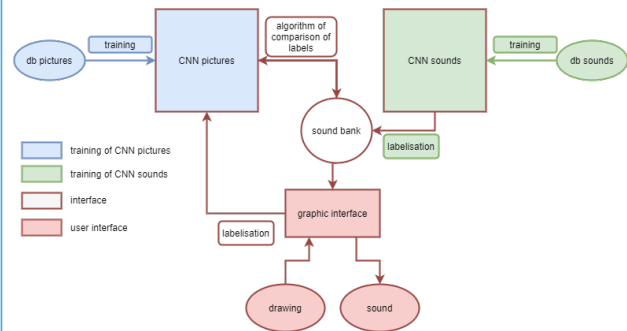 algorithm of
comparison of
labels
training
training
db pictures
CNN pictures
CNN sounds
db sounds
sound bank
labelisation
training of CNN pictures
training of CNN sounds
interface
user interface
graphic interface
labelisation
drawing
sound